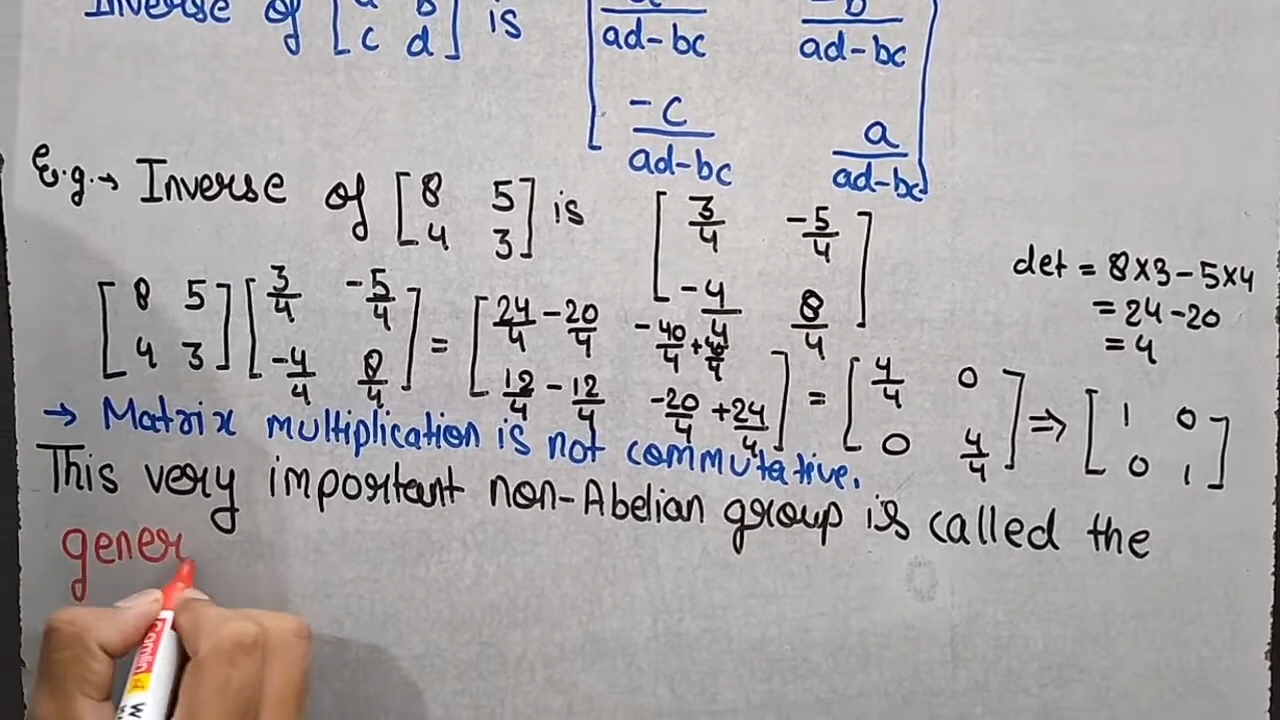 Inverse of [a b; c d] is [d/ad-bc -b/ad-bc; -c/ad-bc a/ad-bc]
E.g.→ Inverse of [8 5; 4 3] is [3/4 -5/4; -4/4 8/4]
det = 8×3-5×4
= 24-20
= 4
[8 5; 4 3] [3/4 -5/4; -4/4 8/4] = [24/4-20/4 -40/4+40/4; 12/4-12/4 -20/4+24/4] = [4/4 0; 0 4/4] ⇒ [1 0; 0 1]
→ Matrix multiplication is not commutative.
This very important non-Abelian group is called the
gener
Camlin